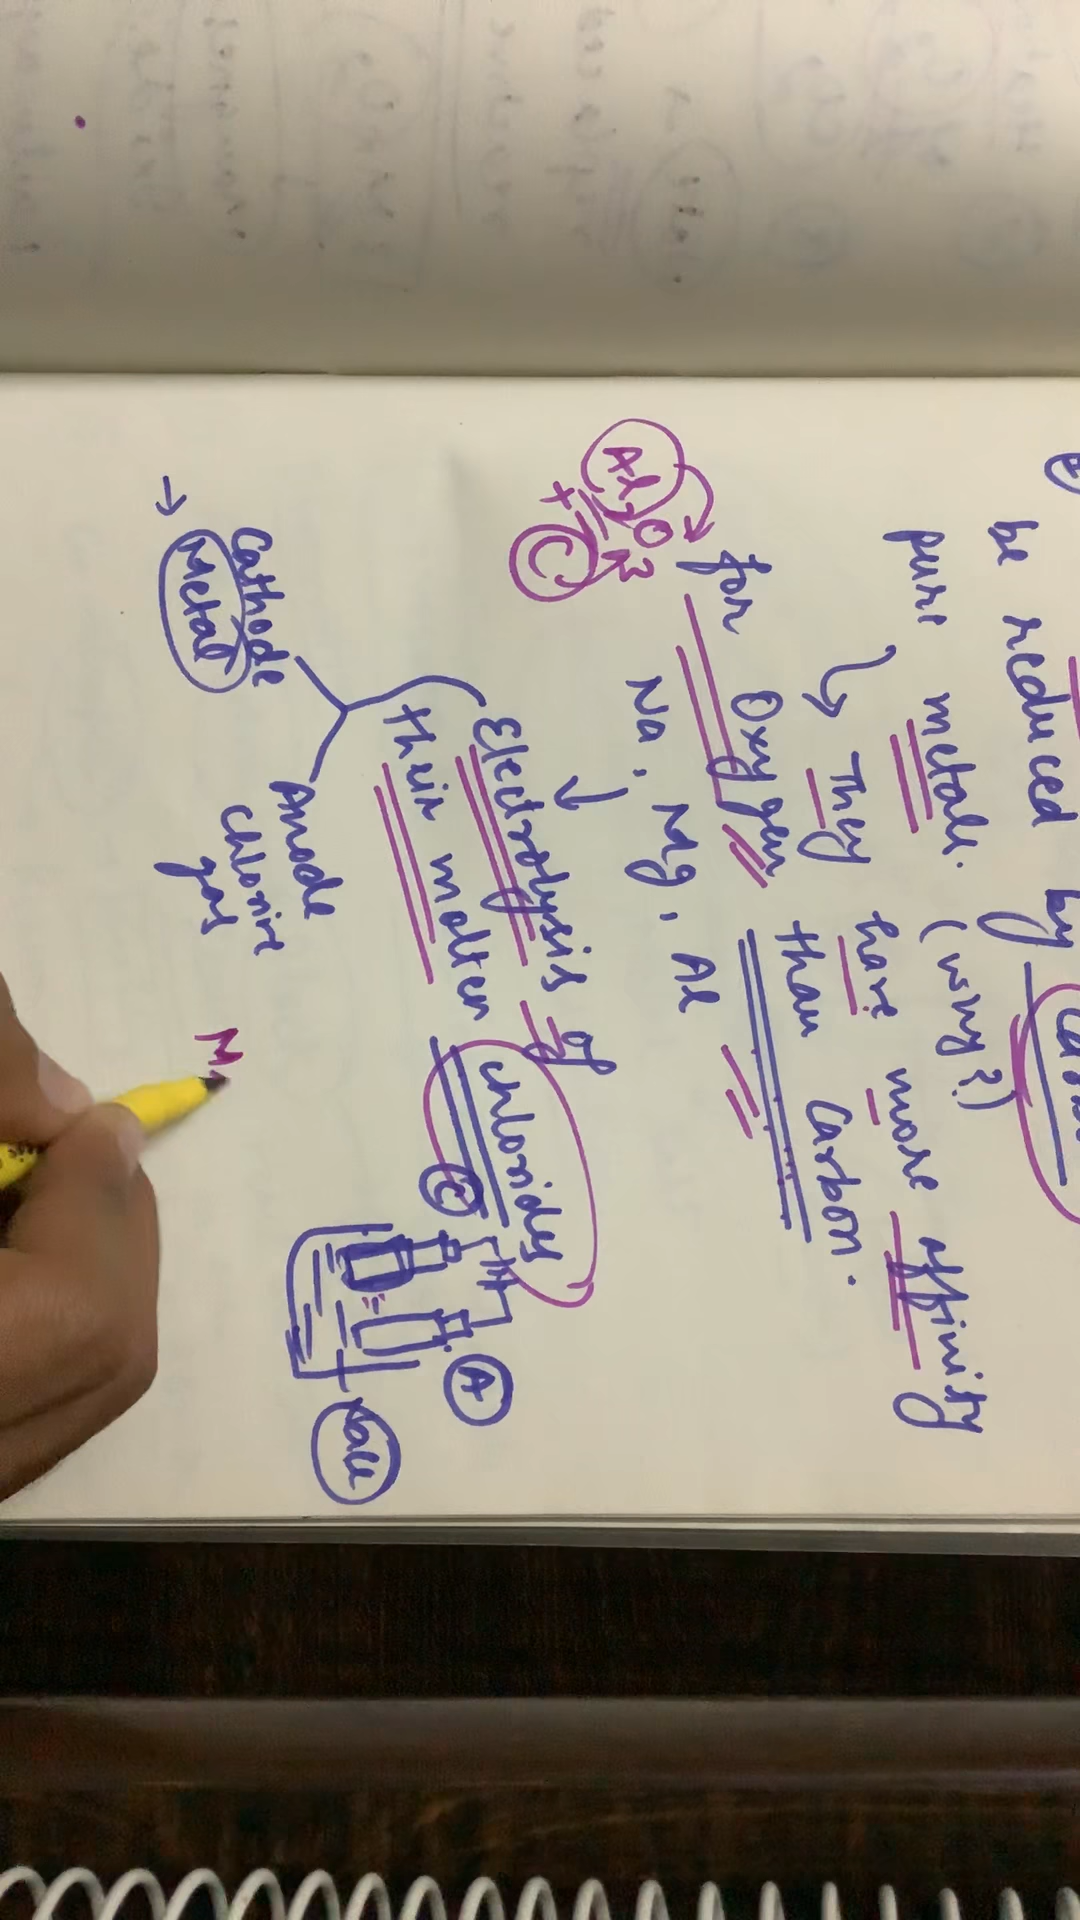 be reduced by
pure metals. (why?)
They have more affinity
for Oxygen than Carbon.
Al2O3
+ C
Na, Mg, Al
Electrolysis of
their molten chlorides
C
A
Cathode
Metal
Anode
chlorine
gas
M